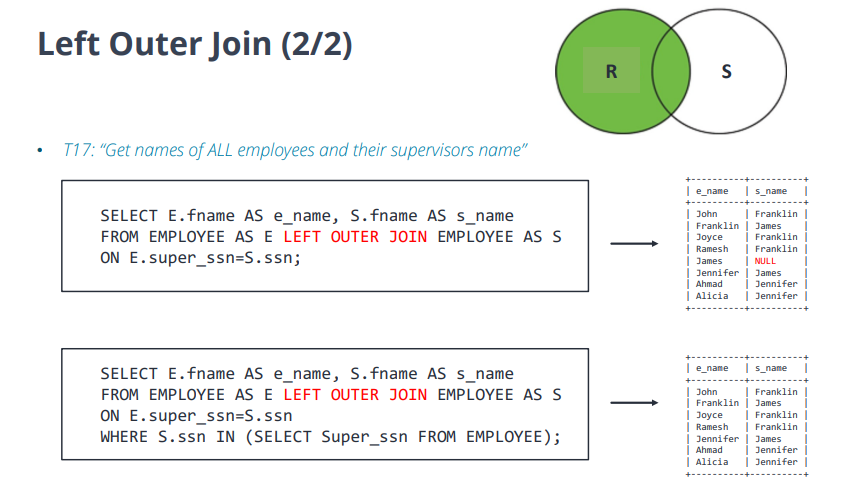 Left Outer Join (2/2)
R
S
• T17: “Get names of ALL employees and their supervisors name”
SELECT E.fname AS e_name, S.fname AS s_name
FROM EMPLOYEE AS E LEFT OUTER JOIN EMPLOYEE AS S
ON E.super_ssn=S.ssn;
+----------+----------+
| e_name | s_name |
+----------+----------+
| John | Franklin |
| Franklin | James |
| Joyce | Franklin |
| Ramesh | Franklin |
| James | NULL |
| Jennifer | James |
| Ahmad | Jennifer |
| Alicia | Jennifer |
+----------+----------+
SELECT E.fname AS e_name, S.fname AS s_name
FROM EMPLOYEE AS E LEFT OUTER JOIN EMPLOYEE AS S
ON E.super_ssn=S.ssn
WHERE S.ssn IN (SELECT Super_ssn FROM EMPLOYEE);
+----------+----------+
| e_name | s_name |
+----------+----------+
| John | Franklin |
| Franklin | James |
| Joyce | Franklin |
| Ramesh | Franklin |
| Jennifer | James |
| Ahmad | Jennifer |
| Alicia | Jennifer |
+----------+----------+